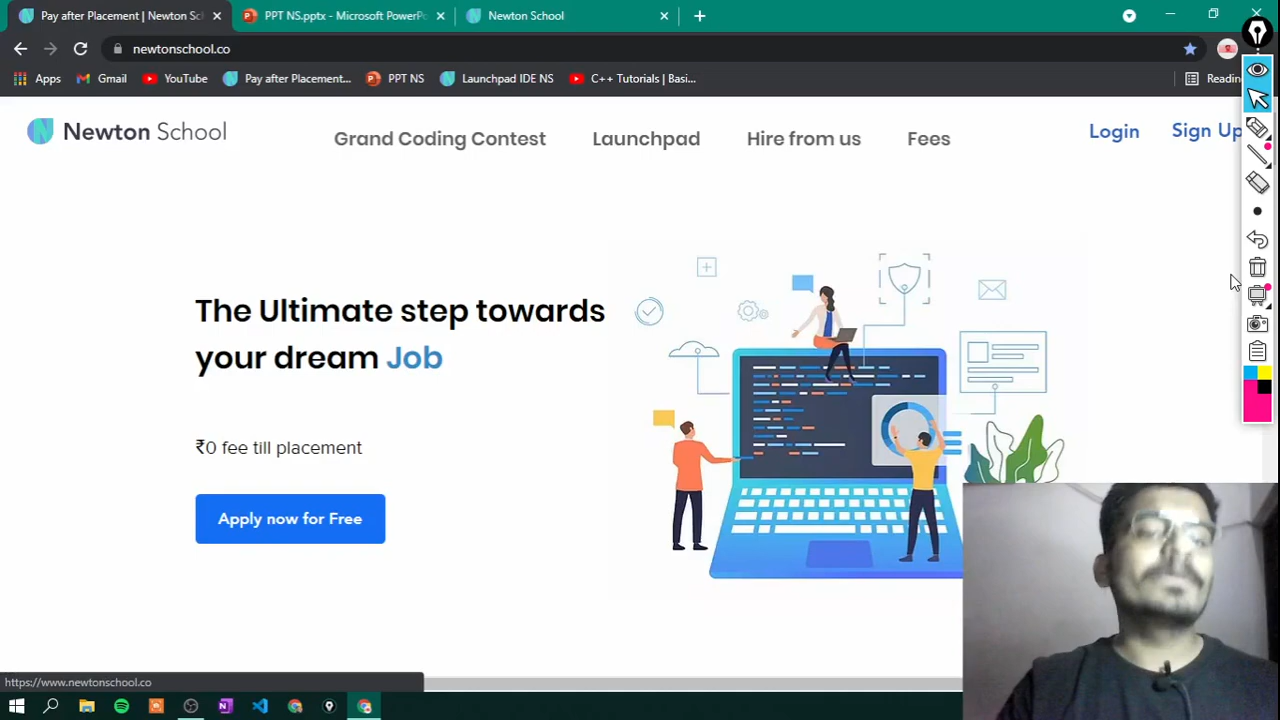 Pay after Placement | Newton Sc
PPT NS.pptx - Microsoft PowerPo
Newton School
newtonschool.co
Apps
Gmail
YouTube
Pay after Placement...
PPT NS
Launchpad IDE NS
C++ Tutorials | Basi...
Readin
Newton School
Grand Coding Contest
Launchpad
Hire from us
Fees
Login
Sign Up
The Ultimate step towards
your dream Job
₹0 fee till placement
Apply now for Free
https://www.newtonschool.co